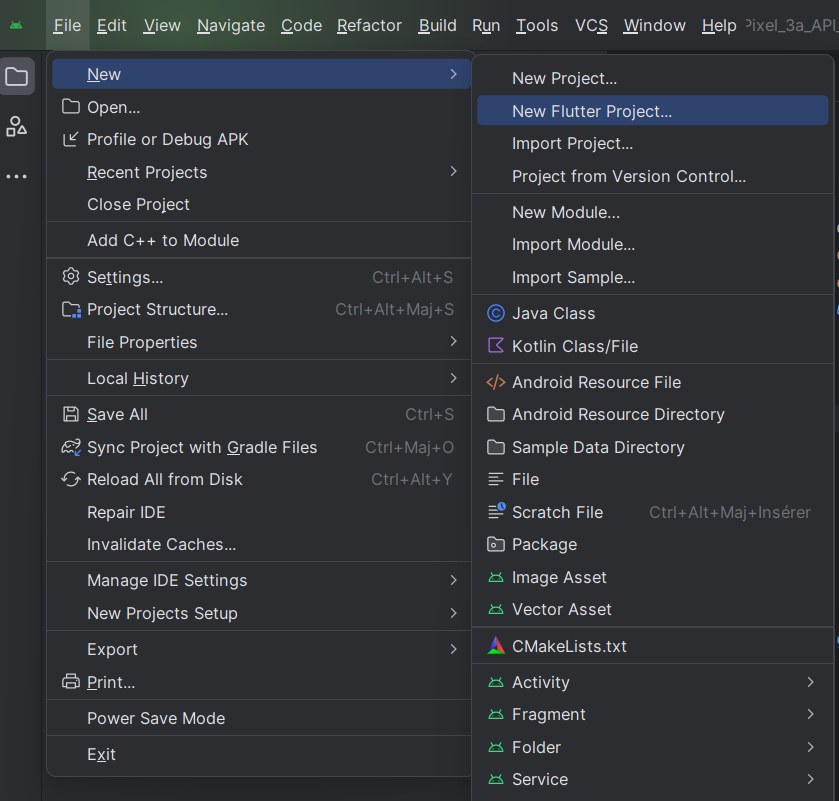 File Edit View Navigate Code Refactor Build Run Tools VCS Window Help Pixel_3a_API_
New
Open...
Profile or Debug APK
Recent Projects
Close Project
Add C++ to Module
Settings... Ctrl+Alt+S
Project Structure... Ctrl+Alt+Maj+S
File Properties
Local History
Save All Ctrl+S
Sync Project with Gradle Files Ctrl+Maj+O
Reload All from Disk Ctrl+Alt+Y
Repair IDE
Invalidate Caches...
Manage IDE Settings
New Projects Setup
Export
Print...
Power Save Mode
Exit
New Project...
New Flutter Project...
Import Project...
Project from Version Control...
New Module...
Import Module...
Import Sample...
Java Class
Kotlin Class/File
Android Resource File
Android Resource Directory
Sample Data Directory
File
Scratch File Ctrl+Alt+Maj+Insérer
Package
Image Asset
Vector Asset
CMakeLists.txt
Activity
Fragment
Folder
Service